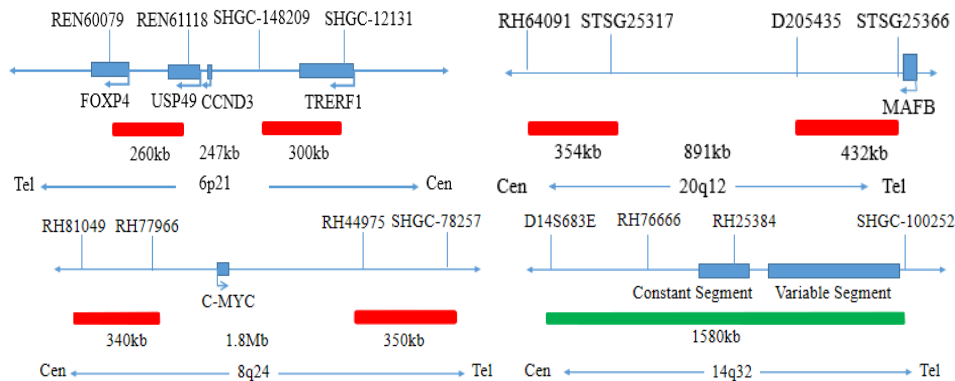 REN60079 REN61118 SHGC-148209 SHGC-12131
FOXP4 USP49 CCND3 TRERF1
260kb 247kb 300kb
Tel 6p21 Cen
RH64091 STSG25317 D205435 STSG25366
MAFB
354kb 891kb 432kb
Cen 20q12 Tel
RH81049 RH77966 RH44975 SHGC-78257
C-MYC
340kb 1.8Mb 350kb
Cen 8q24 Tel
D14S683E RH76666 RH25384 SHGC-100252
Constant Segment Variable Segment
1580kb
Cen 14q32 Tel